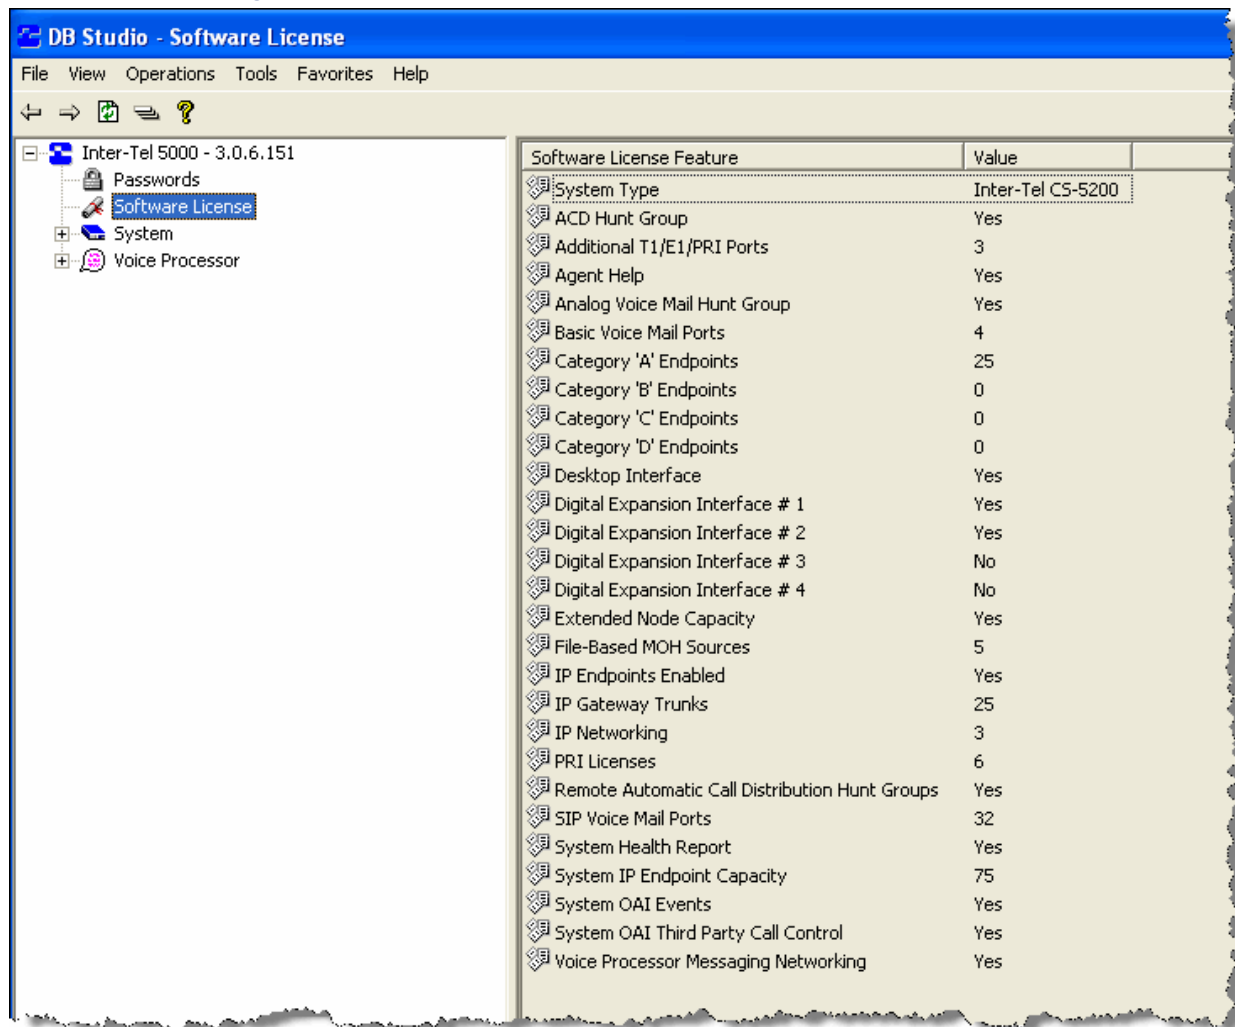 DB Studio - Software License
File View Operations Tools Favorites Help
Inter-Tel 5000 - 3.0.6.151
Passwords
Software License
System
Voice Processor
Software License Feature Value
System Type Inter-Tel CS-5200
ACD Hunt Group Yes
Additional T1/E1/PRI Ports 3
Agent Help Yes
Analog Voice Mail Hunt Group Yes
Basic Voice Mail Ports 4
Category 'A' Endpoints 25
Category 'B' Endpoints 0
Category 'C' Endpoints 0
Category 'D' Endpoints 0
Desktop Interface Yes
Digital Expansion Interface # 1 Yes
Digital Expansion Interface # 2 Yes
Digital Expansion Interface # 3 No
Digital Expansion Interface # 4 No
Extended Node Capacity Yes
File-Based MOH Sources 5
IP Endpoints Enabled Yes
IP Gateway Trunks 25
IP Networking 3
PRI Licenses 6
Remote Automatic Call Distribution Hunt Groups Yes
SIP Voice Mail Ports 32
System Health Report Yes
System IP Endpoint Capacity 75
System OAI Events Yes
System OAI Third Party Call Control Yes
Voice Processor Messaging Networking Yes